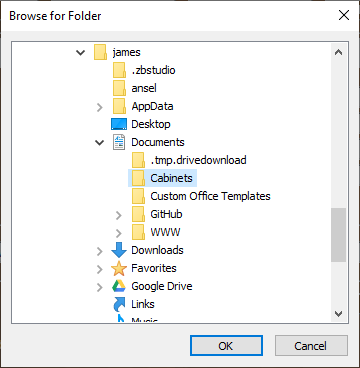 Browse for Folder
james
.zbstudio
ansel
AppData
Desktop
Documents
.tmp.drivedownload
Cabinets
Custom Office Templates
GitHub
WWW
Downloads
Favorites
Google Drive
Links
Music
OK
Cancel